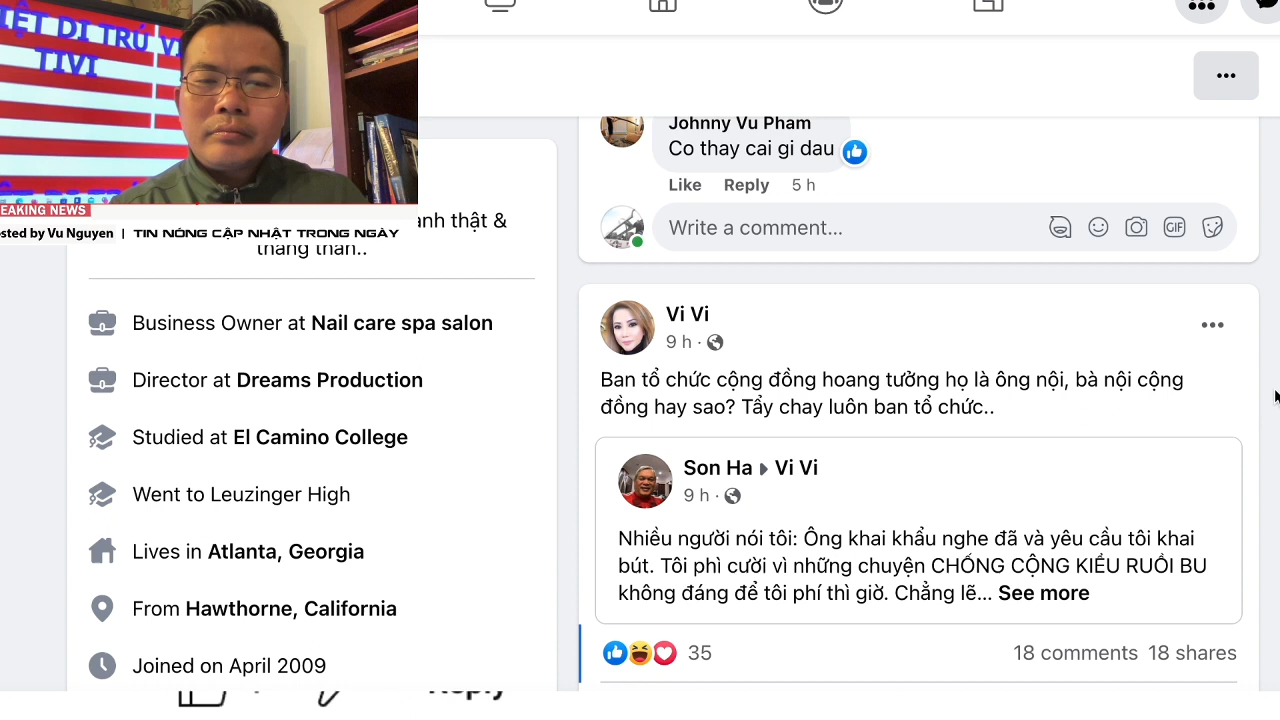 IỆT DI TRÚ VI
TIVI
EAKING NEWS
osted by Vu Nguyen | TIN NÓNG CẬP NHẬT TRONG NGÀY
anh thật &
thẳng thắn..
Business Owner at Nail care spa salon
Director at Dreams Production
Studied at El Camino College
Went to Leuzinger High
Lives in Atlanta, Georgia
From Hawthorne, California
Joined on April 2009
Reply
Johnny Vu Pham
Co thay cai gi dau
Like Reply 5 h
Write a comment...
GIF
Vi Vi
9 h ·
Ban tổ chức cộng đồng hoang tưởng họ là ông nội, bà nội cộng
đồng hay sao? Tẩy chay luôn ban tổ chức..
Son Ha ▸ Vi Vi
9 h ·
Nhiều người nói tôi: Ông khai khẩu nghe đã và yêu cầu tôi khai
bút. Tôi phì cười vì những chuyện CHỐNG CỘNG KIỂU RUỒI BU
không đáng để tôi phí thì giờ. Chẳng lẽ... See more
35
18 comments 18 shares